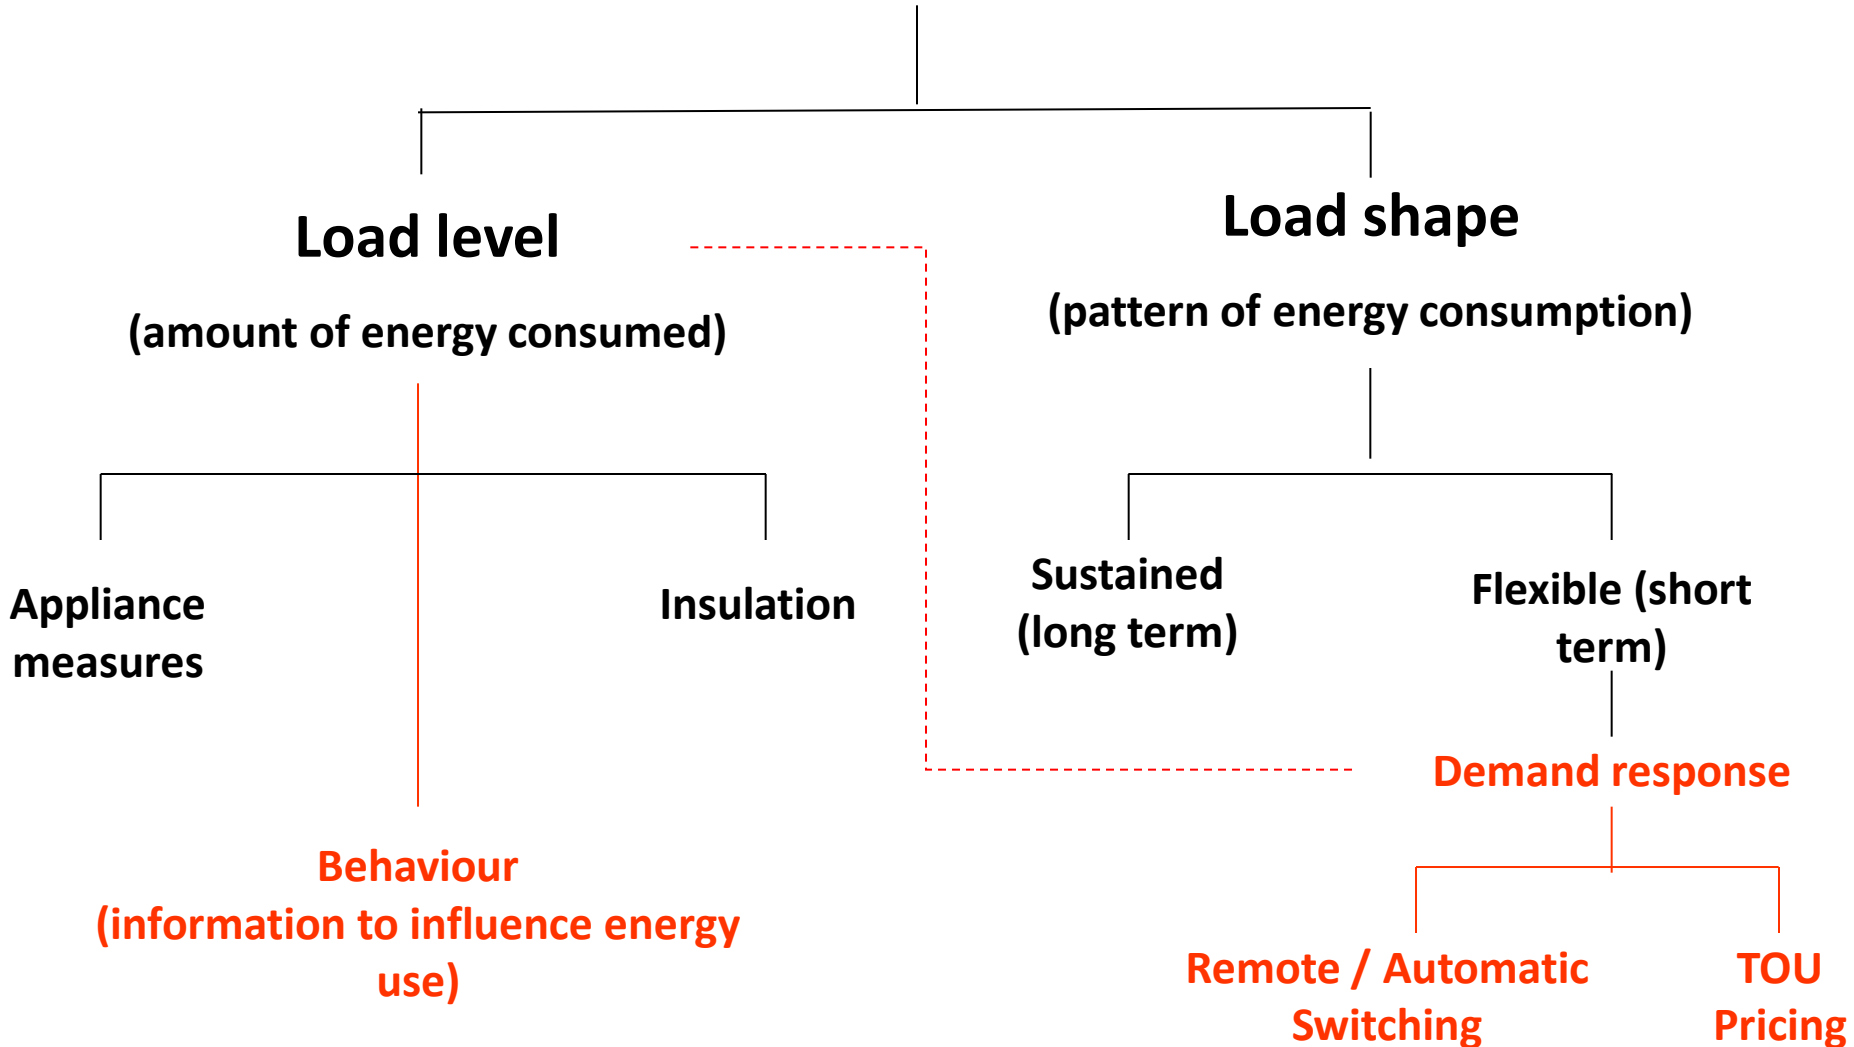 Load level
(amount of energy consumed)
Load shape
(pattern of energy consumption)
Appliance
measures
Insulation
Behaviour
(information to influence energy
use)
Sustained
(long term)
Flexible (short
term)
Demand response
Remote / Automatic
Switching
TOU
Pricing